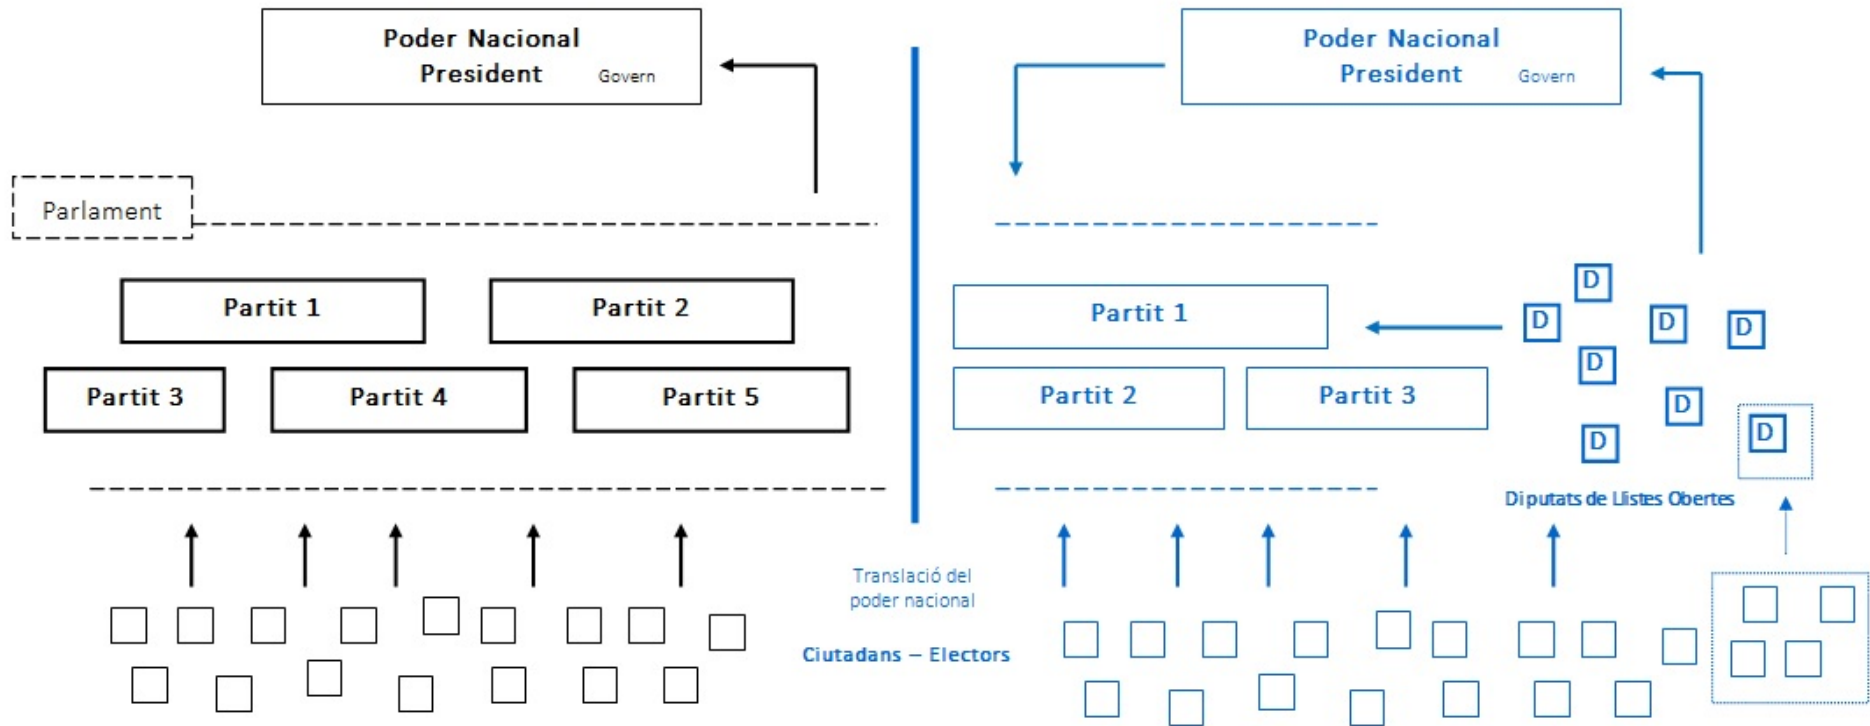 Poder Nacional
President Govern
Parlament
Partit 1
Partit 2
Partit 3
Partit 4
Partit 5
Poder Nacional
President Govern
Partit 1
Partit 2
Partit 3
D
D
D
D
D
D
D
D
Diputats de Llistes Obertes
Translació del
poder nacional
Ciutadans – Electors